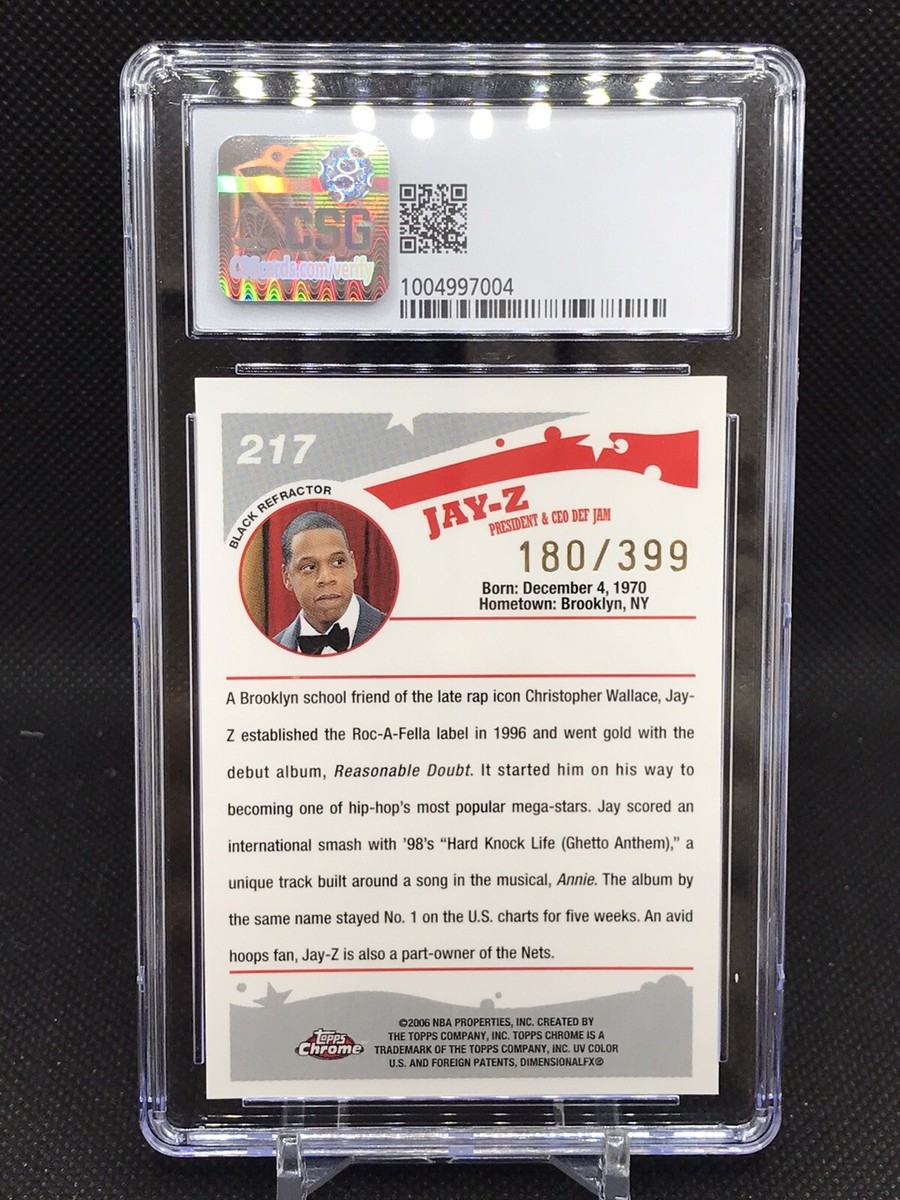 CSG
CSGcards.com/verify
1004997004
217
BLACK REFRACTOR
JAY-Z
PRESIDENT & CEO DEF JAM
180/399
Born: December 4, 1970
Hometown: Brooklyn, NY
A Brooklyn school friend of the late rap icon Christopher Wallace, Jay-
Z established the Roc-A-Fella label in 1996 and went gold with the
debut album, Reasonable Doubt. It started him on his way to
becoming one of hip-hop's most popular mega-stars. Jay scored an
international smash with '98's “Hard Knock Life (Ghetto Anthem),” a
unique track built around a song in the musical, Annie. The album by
the same name stayed No. 1 on the U.S. charts for five weeks. An avid
hoops fan, Jay-Z is also a part-owner of the Nets.
Topps
Chrome
©2006 NBA PROPERTIES, INC. CREATED BY
THE TOPPS COMPANY, INC. TOPPS CHROME IS A
TRADEMARK OF THE TOPPS COMPANY, INC. UV COLOR
U.S. AND FOREIGN PATENTS, DIMENSIONALFX®